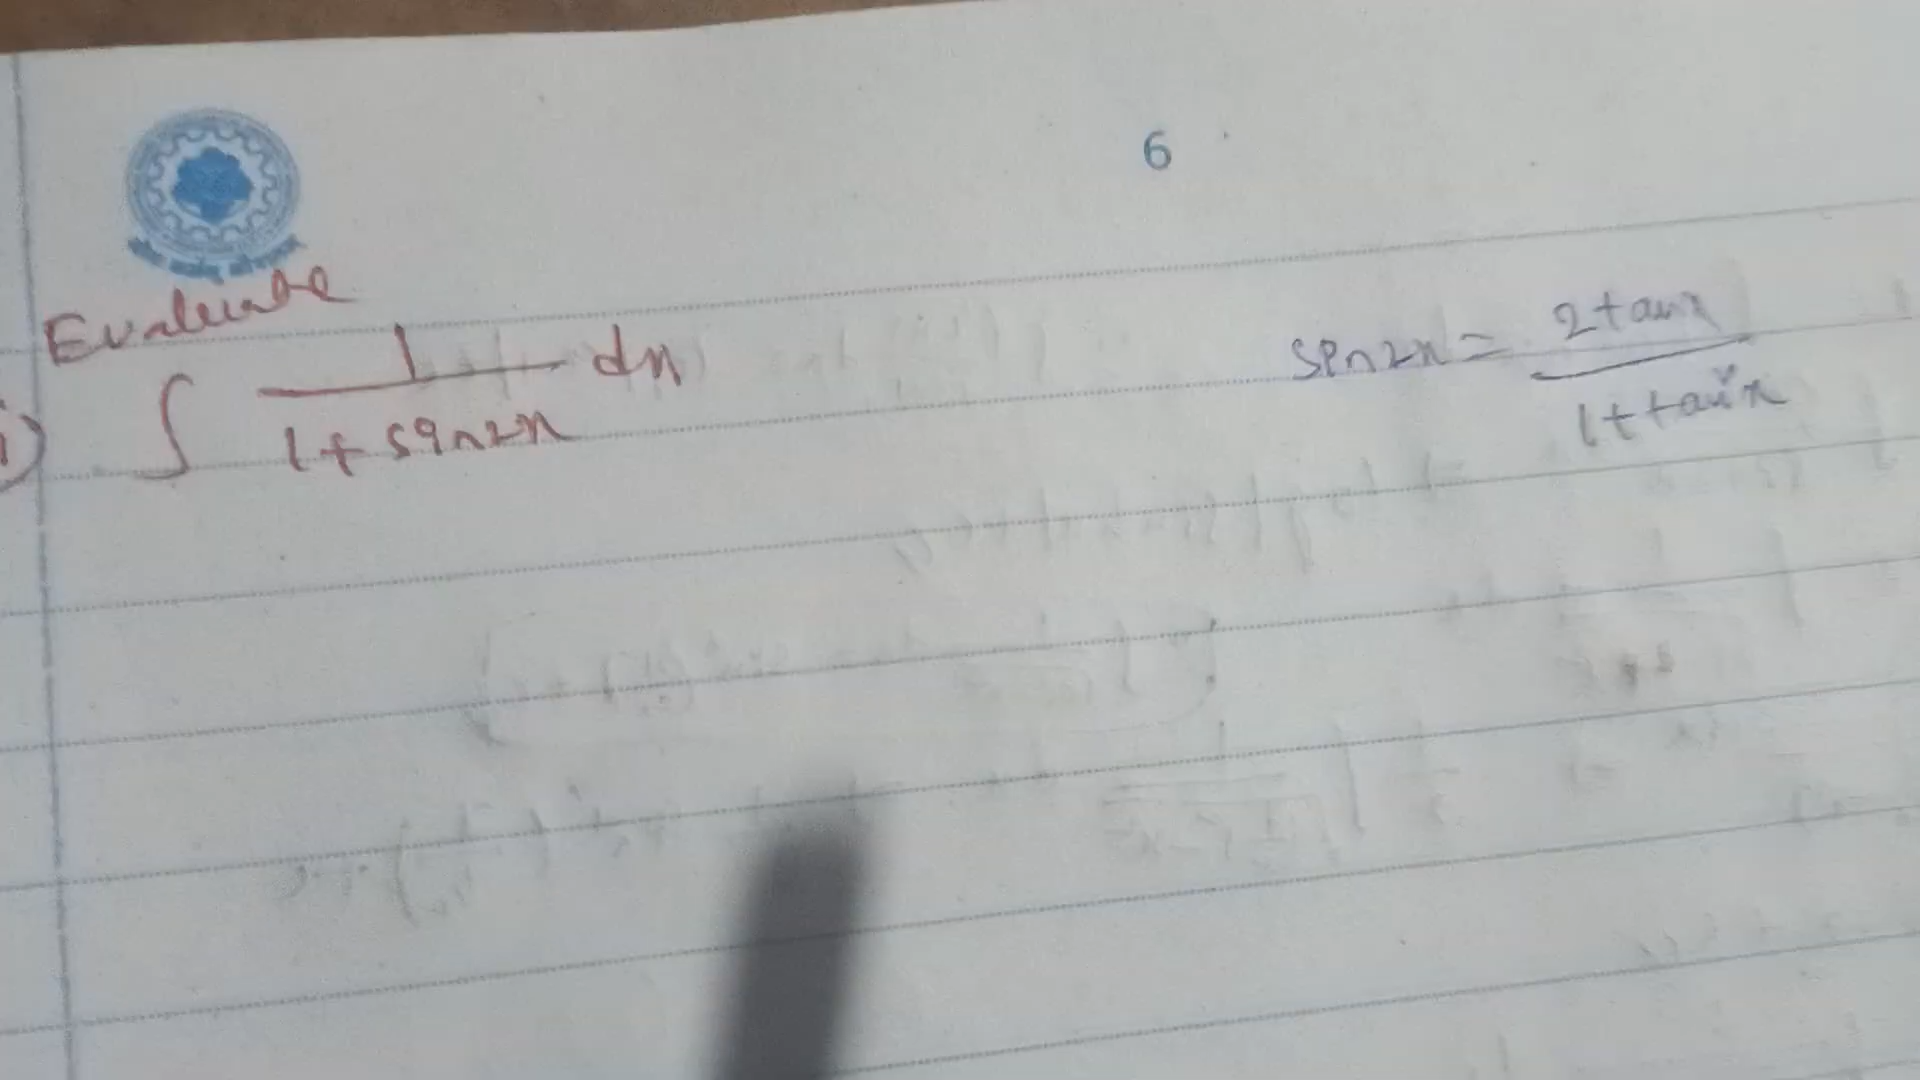 6
Evaluate
i) ∫ 1/(1 + sin2x) dx
sin2x = 2tanx/(1 + tan²x)